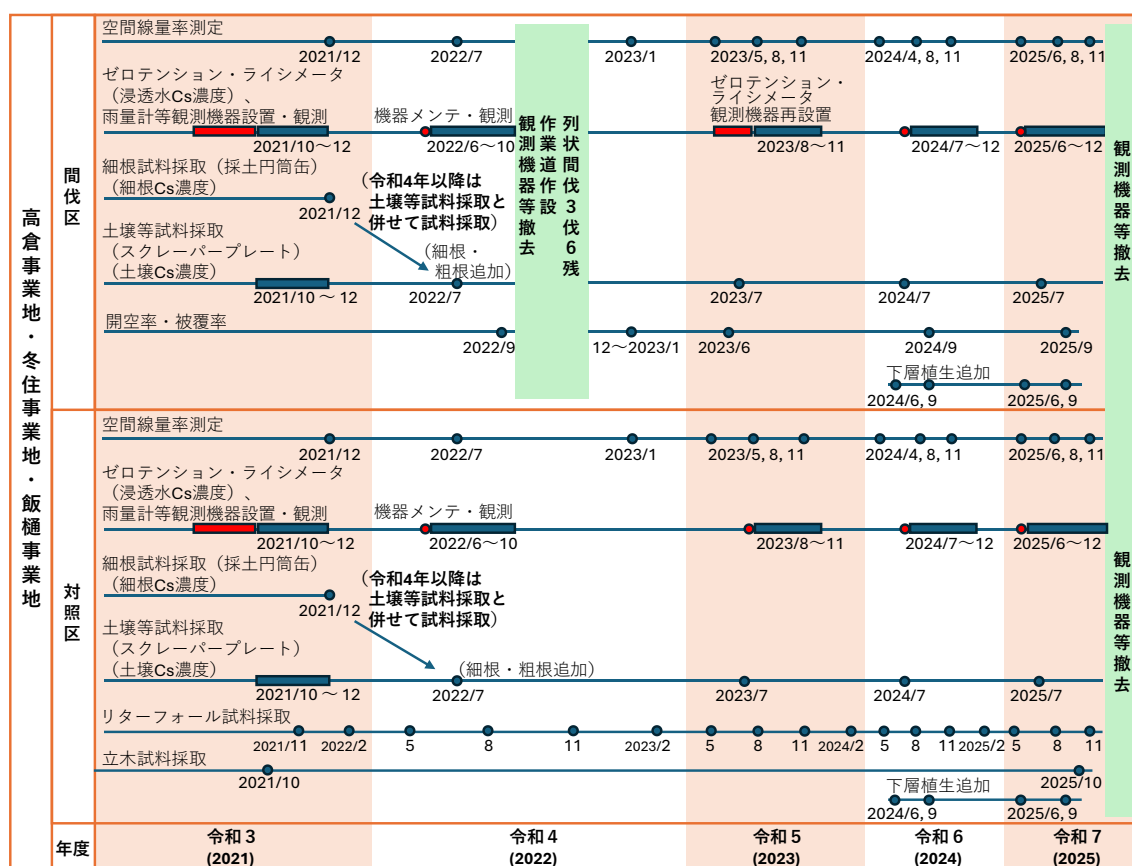 高倉事業地・冬住事業地・飯樋事業地
間伐区
空間線量率測定
2021/12
2022/7
2023/1
2023/5, 8, 11
2024/4, 8, 11
2025/6, 8, 11
ゼロテンション・ライシメータ
（浸透水Cs濃度）、
雨量計等観測機器設置・観測
2021/10～12
機器メンテ・観測
2022/6～10
ゼロテンション・
ライシメータ
観測機器再設置
2023/8～11
2024/7～12
2025/6～12
細根試料採取（採土円筒缶）
（細根Cs濃度）
2021/12
（令和4年以降は
土壌等試料採取と
併せて試料採取）
土壌等試料採取
（スクレーパープレート）
（土壌Cs濃度）
2021/10 ～ 12
（細根・
粗根追加）
2022/7
2023/7
2024/7
2025/7
開空率・被覆率
2022/9
12～2023/1
2023/6
2024/9
2025/9
下層植生追加
2024/6, 9
2025/6, 9
列状間伐３伐６残
作業道作設
観測機器等撤去
観測機器等撤去
対照区
空間線量率測定
2021/12
2022/7
2023/1
2023/5, 8, 11
2024/4, 8, 11
2025/6, 8, 11
ゼロテンション・ライシメータ
（浸透水Cs濃度）、
雨量計等観測機器設置・観測
2021/10～12
機器メンテ・観測
2022/6～10
2023/8～11
2024/7～12
2025/6～12
細根試料採取（採土円筒缶）
（細根Cs濃度）
2021/12
（令和4年以降は
土壌等試料採取と
併せて試料採取）
土壌等試料採取
（スクレーパープレート）
（土壌Cs濃度）
2021/10 ～ 12
（細根・粗根追加）
2022/7
2023/7
2024/7
2025/7
リターフォール試料採取
2021/11
2022/2
5
8
11
2023/2
5
8
11
2024/2
5
8
11
2025/2
5
8
11
立木試料採取
2021/10
2025/10
下層植生追加
2024/6, 9
2025/6, 9
観測機器等撤去
年度
令和３
(2021)
令和４
(2022)
令和５
(2023)
令和６
(2024)
令和７
(2025)